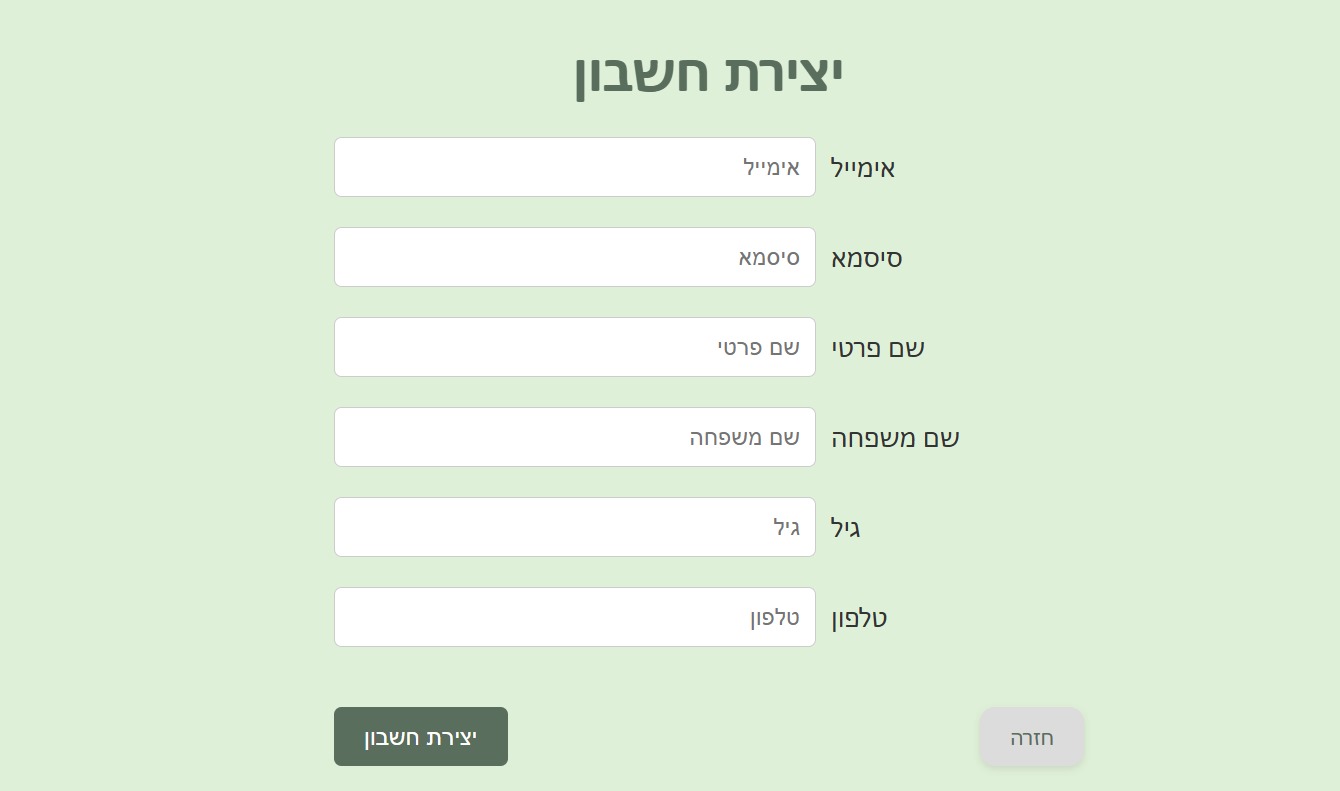 יצירת חשבון
אימייל
אימייל
סיסמא
סיסמא
שם פרטי
שם פרטי
שם משפחה
שם משפחה
גיל
גיל
טלפון
טלפון
חזרה
יצירת חשבון